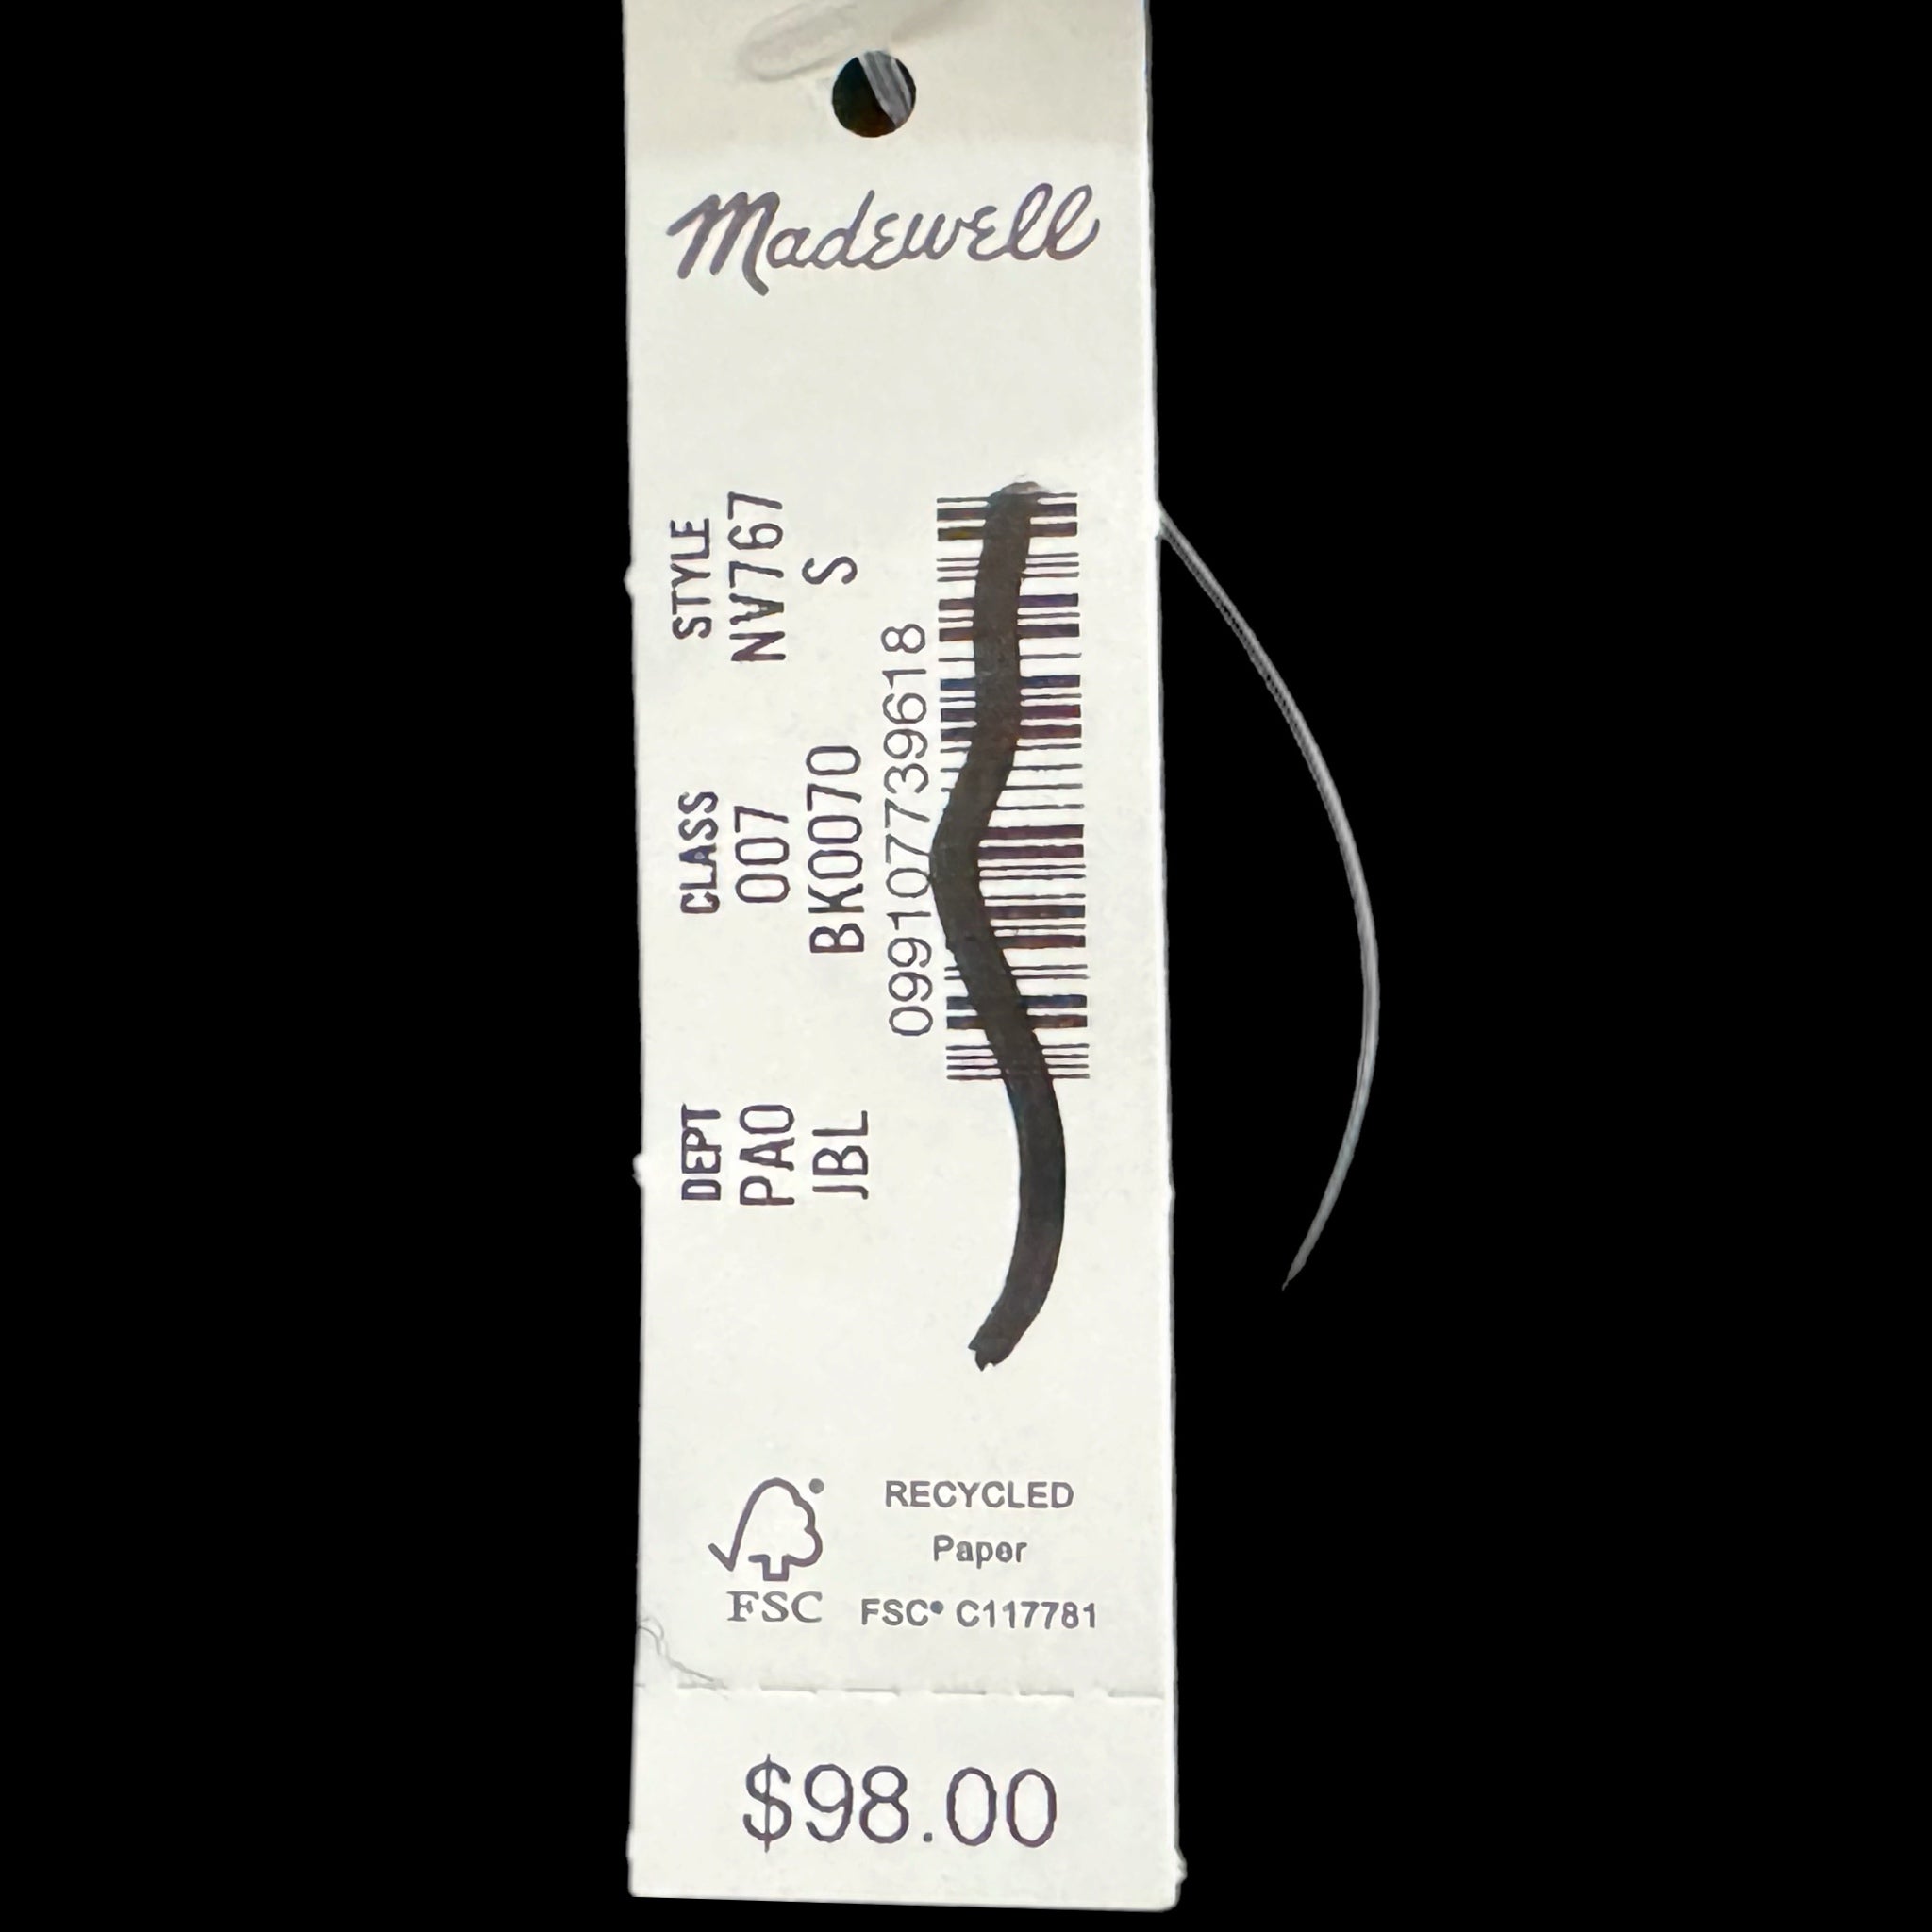 Madewell
DEPT CLASS STYLE
PAO 007 NV767
JBL BK0070 S
099107739618
FSC
RECYCLED
Paper
FSC® C117781
$98.00